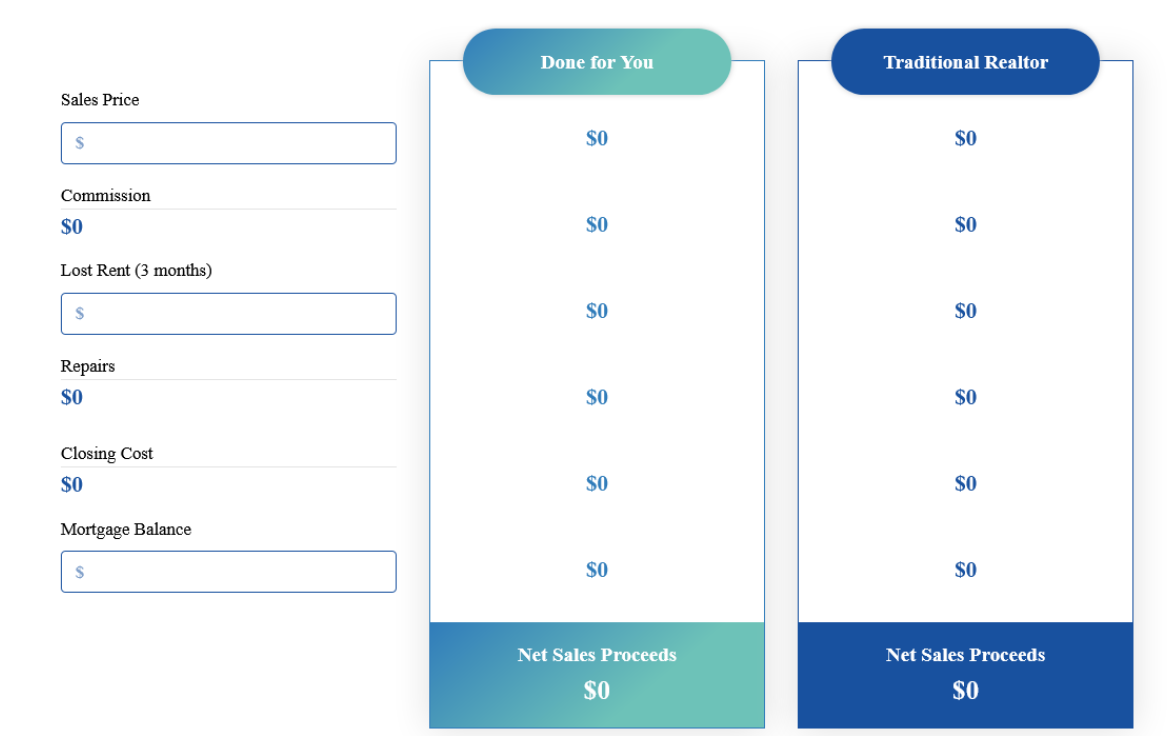 Done for You
Traditional Realtor
Sales Price
$
$0
$0
Commission
$0
$0
$0
Lost Rent (3 months)
$
$0
$0
Repairs
$0
$0
$0
Closing Cost
$0
$0
$0
Mortgage Balance
$
$0
$0
Net Sales Proceeds
$0
Net Sales Proceeds
$0